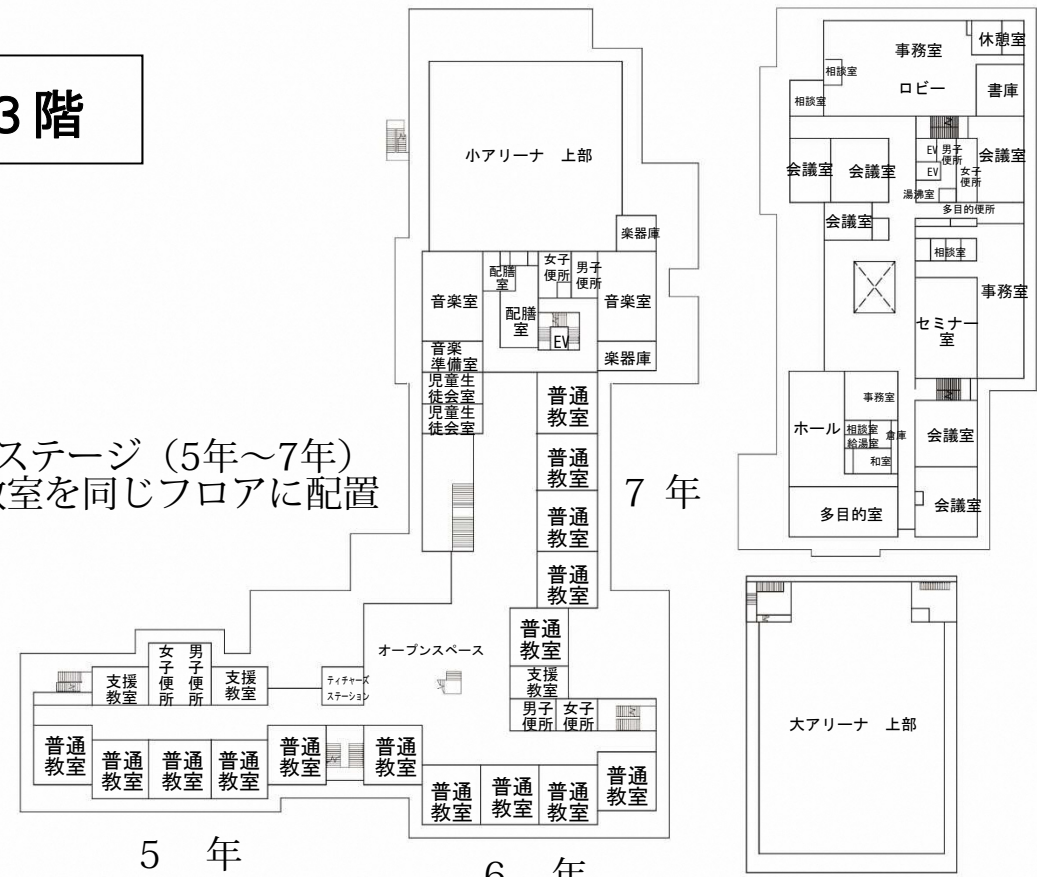 3階
小アリーナ 上部
楽器庫
配膳
室
女子
便所
男子
便所
音楽室
配膳
室
EV
音楽室
音楽
準備室
楽器庫
児童生
徒会室
児童生
徒会室
普通
教室
普通
教室
普通
教室
普通
教室
普通
教室
ステージ(5年～7年)
教室を同じフロアに配置
7 年
オープンスペース
支援
教室
男子
便所
女子
便所
ティチャーズ
ステーション
支援
教室
女子便所
男子便所
支援
教室
普通
教室
普通
教室
普通
教室
普通
教室
普通
教室
普通
教室
普通
教室
普通
教室
普通
教室
普通
教室
5 年
6 年
事務室
休憩室
相談室
ロビー
書庫
相談室
会議室
会議室
EV
男子
便所
EV
女子
便所
会議室
湯沸室
多目的便所
会議室
相談室
事務室
セミナー
室
事務室
ホール
相談室
倉庫
給湯室
和室
会議室
多目的室
会議室
大アリーナ 上部